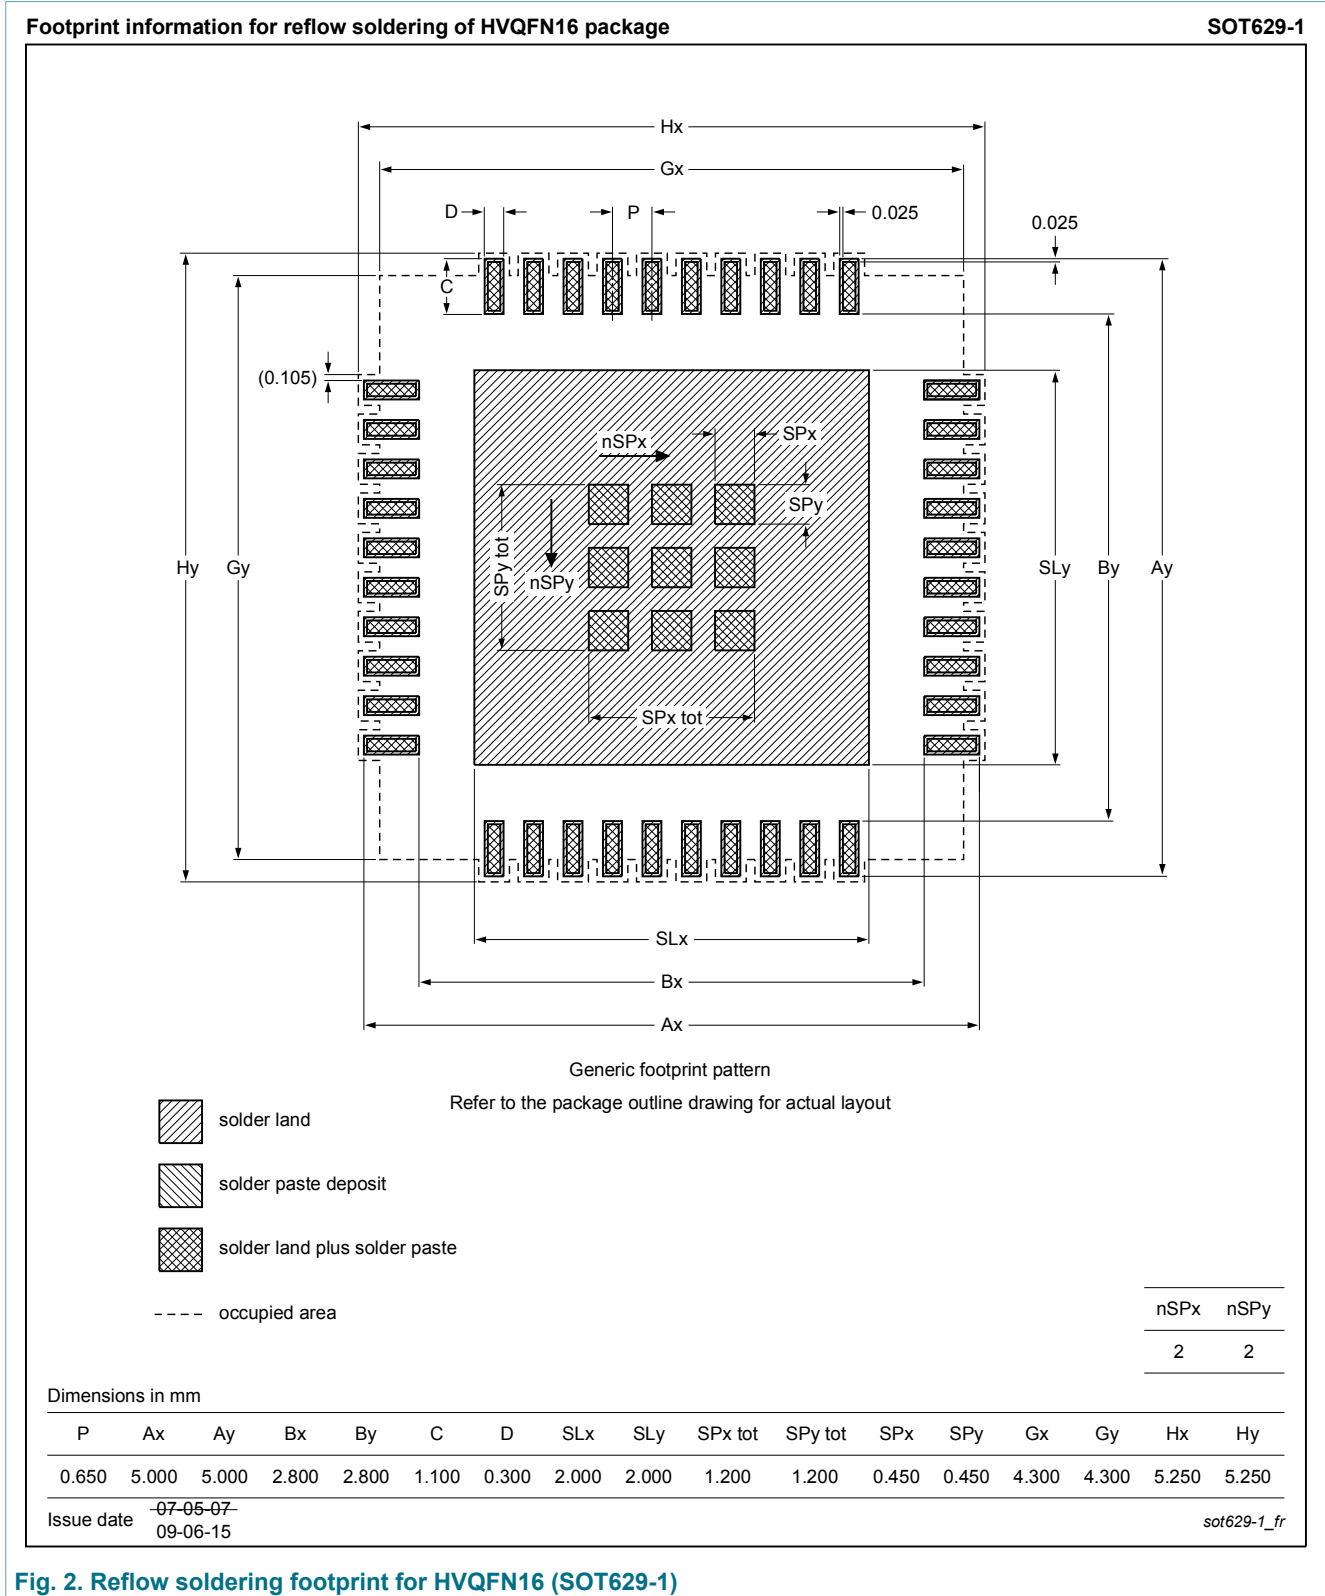 Footprint information for reflow soldering of HVQFN16 package SOT629-1
Hx
Gx
D P 0.025
0.025
C
(0.105)
nSPx SPx
SPy
SPy tot
nSPy
Hy Gy SLy By Ay
SPx tot
SLx
Bx
Ax
Generic footprint pattern
Refer to the package outline drawing for actual layout
solder land
solder paste deposit
solder land plus solder paste
occupied area
nSPx nSPy
2 2
Dimensions in mm
P Ax Ay Bx By C D SLx SLy SPx tot SPy tot SPx SPy Gx Gy Hx Hy
0.650 5.000 5.000 2.800 2.800 1.100 0.300 2.000 2.000 1.200 1.200 0.450 0.450 4.300 4.300 5.250 5.250
Issue date 07-05-07
09-06-15
sot629-1_fr
Fig. 2. Reflow soldering footprint for HVQFN16 (SOT629-1)